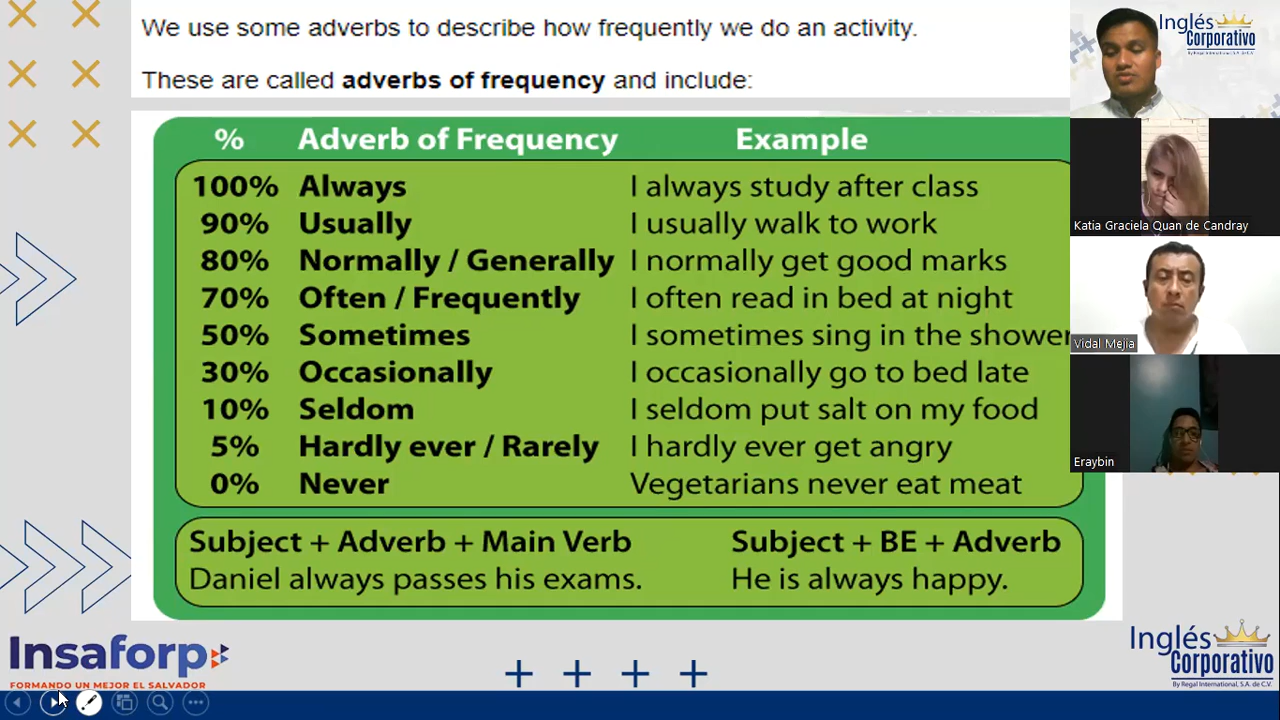 We use some adverbs to describe how frequently we do an activity.
These are called adverbs of frequency and include:
% Adverb of Frequency Example
100% Always I always study after class
90% Usually I usually walk to work
80% Normally / Generally I normally get good marks
70% Often / Frequently I often read in bed at night
50% Sometimes I sometimes sing in the shower
30% Occasionally I occasionally go to bed late
10% Seldom I seldom put salt on my food
5% Hardly ever / Rarely I hardly ever get angry
0% Never Vegetarians never eat meat
Subject + Adverb + Main Verb Subject + BE + Adverb
Daniel always passes his exams. He is always happy.
Inglés
Corporativo
By Regal International, S.A. de C.V.
Katia Graciela Quan de Candray
Vidal Mejia
Eraybin
Insaforp
FORMANDO UN MEJOR EL SALVADOR
Inglés
Corporativo
By Regal International, S.A. de C.V.